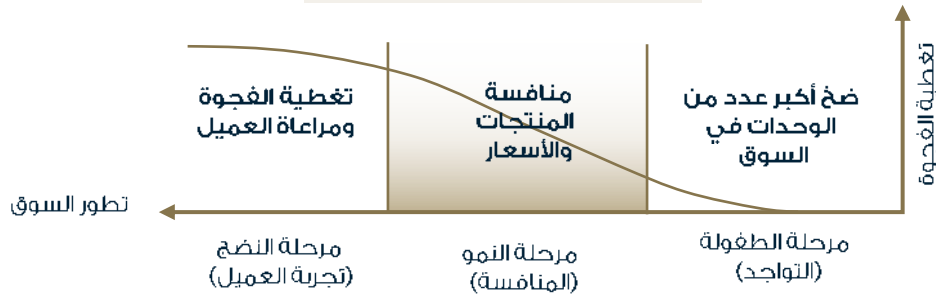 تغطية الفجوة
ضخ أكبر عدد من
الوحدات في
السوق
منافسة
المنتجات
والأسعار
تغطية الفجوة
ومراعاة العميل
تطور السوق
مرحلة الطفولة
(التواجد)
مرحلة النمو
(المنافسة)
مرحلة النضج
(تجربة العميل)